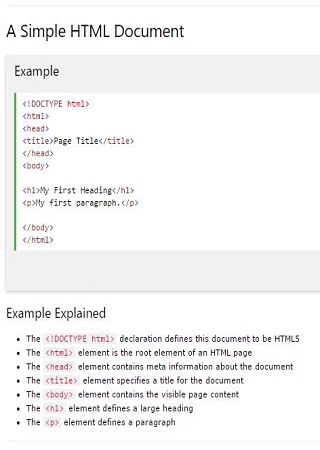 A Simple HTML Document
Example
<!DOCTYPE html>
<html>
<head>
<title>Page Title</title>
</head>
<body>
<h1>My First Heading</h1>
<p>My first paragraph.</p>
</body>
</html>
Example Explained
• The <!DOCTYPE html> declaration defines this document to be HTML5
• The <html> element is the root element of an HTML page
• The <head> element contains meta information about the document
• The <title> element specifies a title for the document
• The <body> element contains the visible page content
• The <h1> element defines a large heading
• The <p> element defines a paragraph